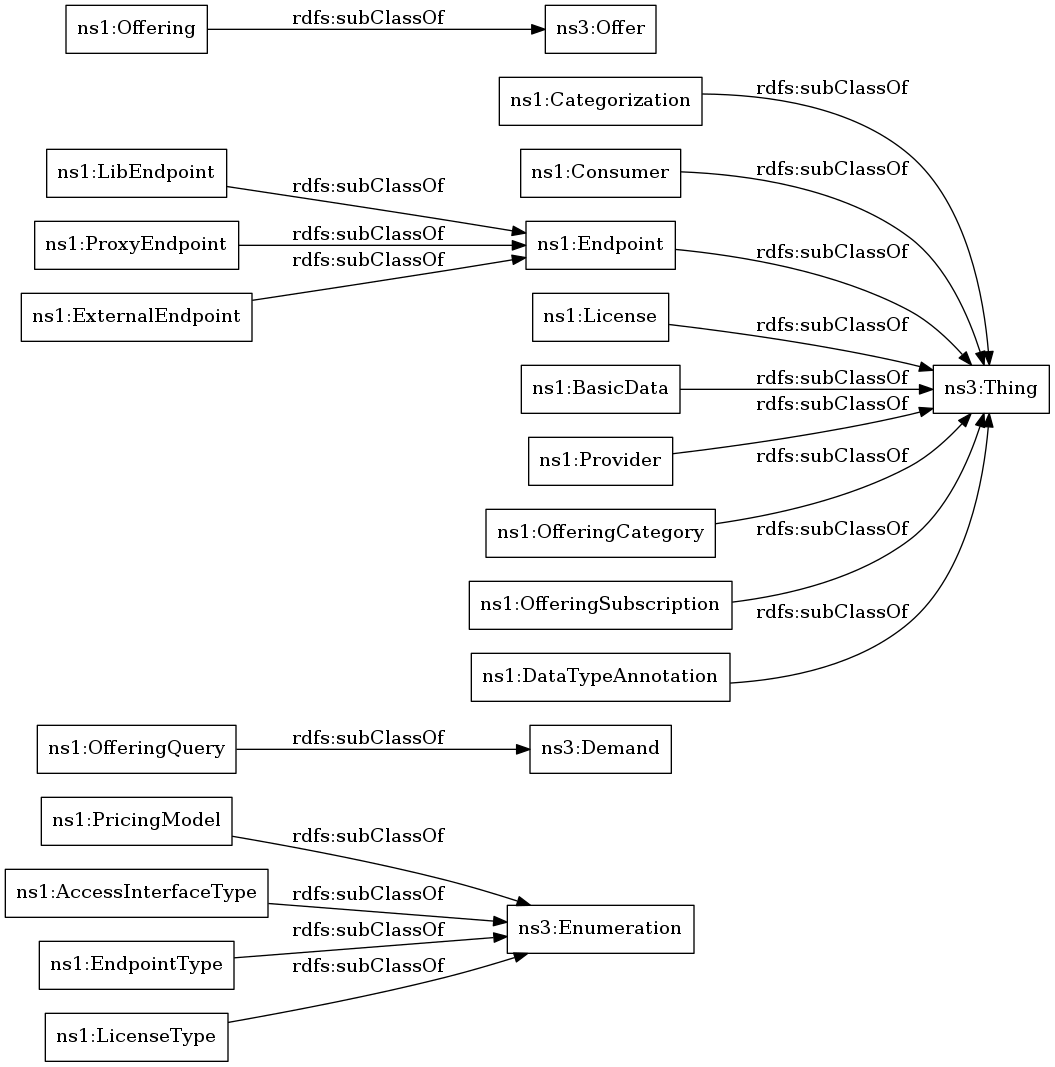 ns1:Offering
rdfs:subClassOf
ns3:Offer
ns1:Categorization
rdfs:subClassOf
ns1:LibEndpoint
rdfs:subClassOf
ns1:Consumer
rdfs:subClassOf
ns1:ProxyEndpoint
rdfs:subClassOf
ns1:Endpoint
rdfs:subClassOf
ns1:ExternalEndpoint
rdfs:subClassOf
ns1:License
rdfs:subClassOf
ns1:BasicData
rdfs:subClassOf
ns3:Thing
ns1:Provider
rdfs:subClassOf
ns1:OfferingCategory
rdfs:subClassOf
ns1:OfferingSubscription
rdfs:subClassOf
ns1:DataTypeAnnotation
rdfs:subClassOf
ns1:OfferingQuery
rdfs:subClassOf
ns3:Demand
ns1:PricingModel
rdfs:subClassOf
ns1:AccessInterfaceType
rdfs:subClassOf
ns3:Enumeration
ns1:EndpointType
rdfs:subClassOf
ns1:LicenseType
rdfs:subClassOf